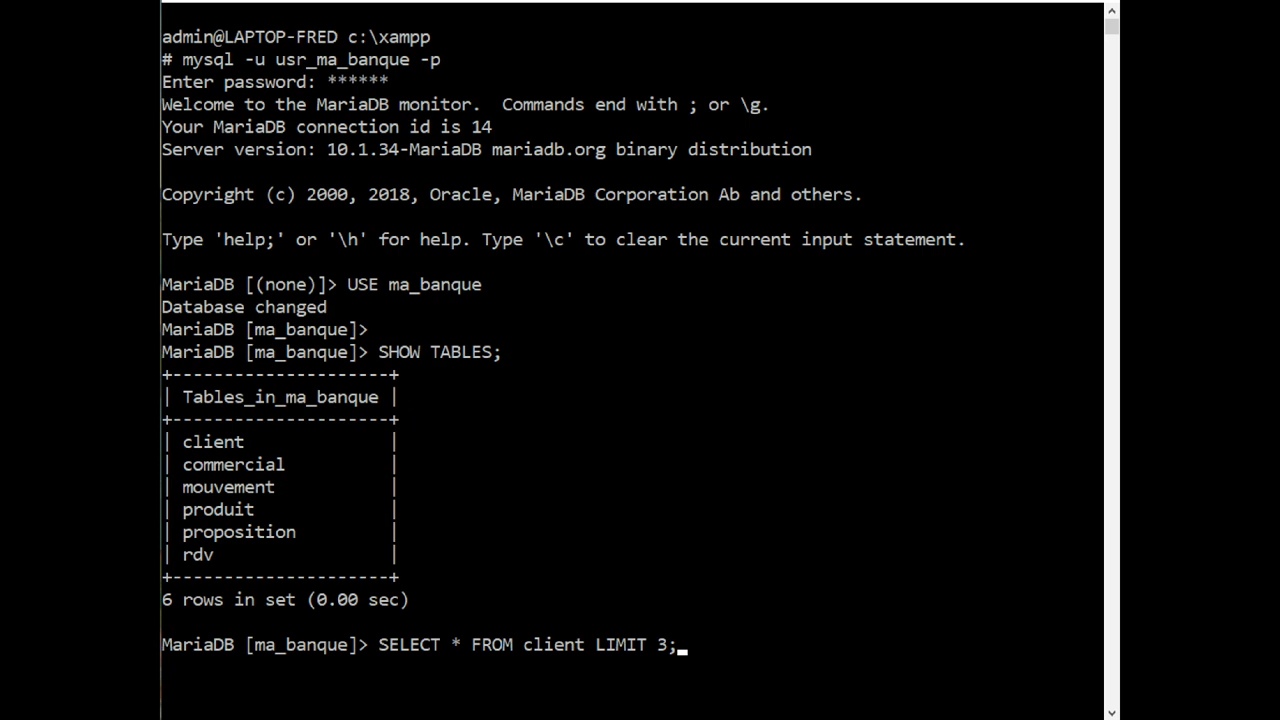 admin@LAPTOP-FRED c:\xampp
# mysql -u usr_ma_banque -p
Enter password: ******
Welcome to the MariaDB monitor.  Commands end with ; or \g.
Your MariaDB connection id is 14
Server version: 10.1.34-MariaDB mariadb.org binary distribution

Copyright (c) 2000, 2018, Oracle, MariaDB Corporation Ab and others.

Type 'help;' or '\h' for help. Type '\c' to clear the current input statement.

MariaDB [(none)]> USE ma_banque
Database changed
MariaDB [ma_banque]>
MariaDB [ma_banque]> SHOW TABLES;
+---------------------+
| Tables_in_ma_banque |
+---------------------+
| client              |
| commercial          |
| mouvement           |
| produit             |
| proposition         |
| rdv                 |
+---------------------+
6 rows in set (0.00 sec)

MariaDB [ma_banque]> SELECT * FROM client LIMIT 3;